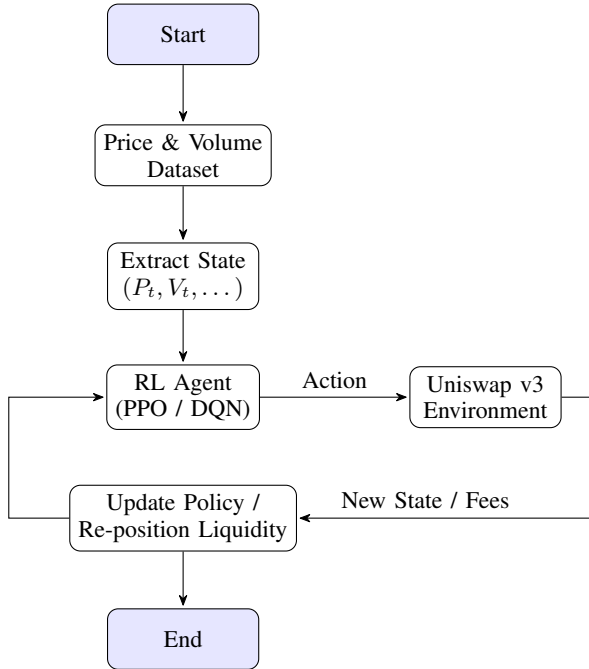 Start
Price & Volume
Dataset
Extract State
(P_t, V_t, . . . )
RL Agent
(PPO / DQN)
Action
Uniswap v3
Environment
Update Policy /
Re-position Liquidity
New State / Fees
End